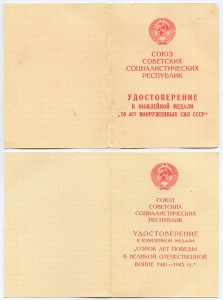 СОЮЗ
СОВЕТСКИХ
СОЦИАЛИСТИЧЕСКИХ
РЕСПУБЛИК
УДОСТОВЕРЕНИЕ
К ЮБИЛЕЙНОЙ МЕДАЛИ
„70 ЛЕТ ВООРУЖЕННЫХ СИЛ СССР“
СОЮЗ
СОВЕТСКИХ
СОЦИАЛИСТИЧЕСКИХ
РЕСПУБЛИК
УДОСТОВЕРЕНИЕ
К ЮБИЛЕЙНОЙ МЕДАЛИ
„СОРОК ЛЕТ ПОБЕДЫ
В ВЕЛИКОЙ ОТЕЧЕСТВЕННОЙ
ВОЙНЕ 1941—1945 гг.“